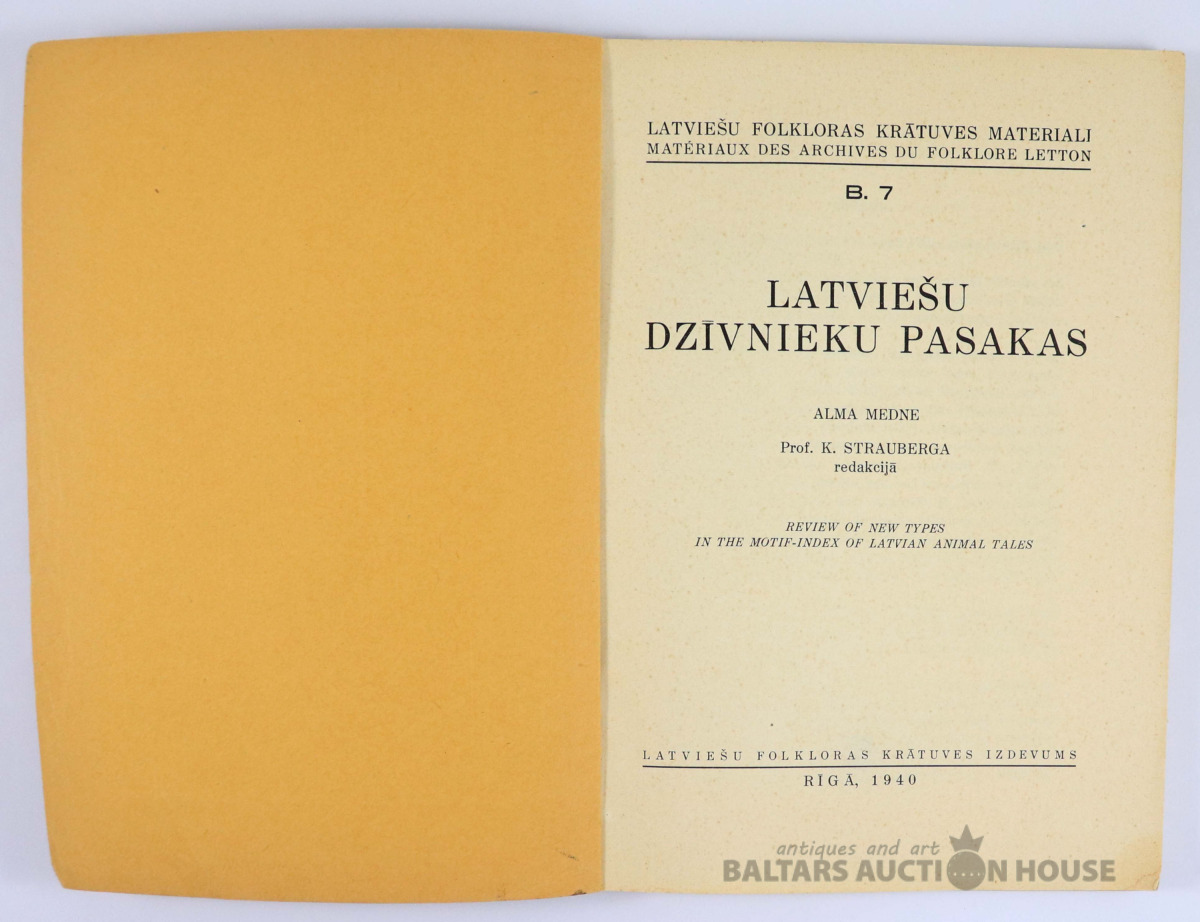 LATVIEŠU FOLKLORAS KRĀTUVES MATERIALI
MATÉRIAUX DES ARCHIVES DU FOLKLORE LETTON
B. 7
LATVIEŠU
DZĪVNIEKU PASAKAS
ALMA MEDNE
Prof. K. STRAUBERGA
redakcijā
REVIEW OF NEW TYPES
IN THE MOTIF-INDEX OF LATVIAN ANIMAL TALES
LATVIEŠU FOLKLORAS KRĀTUVES IZDEVUMS
RĪGĀ, 1940
antiques and art
BALTARS AUCTION HOUSE